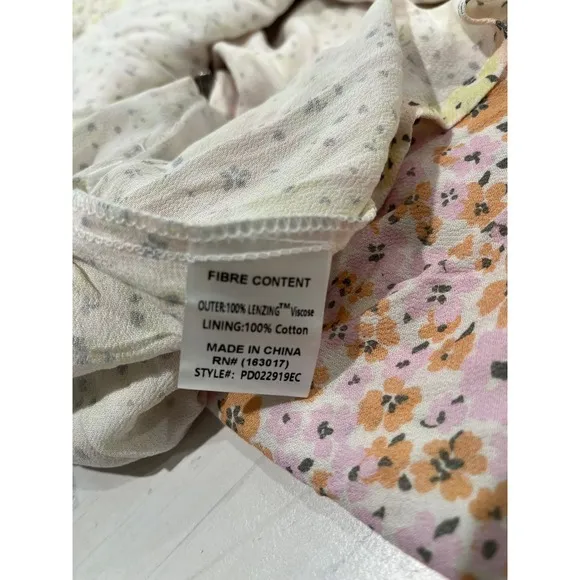 FIBRE CONTENT
OUTER:100% LENZING™ Viscose
LINING:100% Cotton
MADE IN CHINA
RN# (163017)
STYLE#: PD022919EC